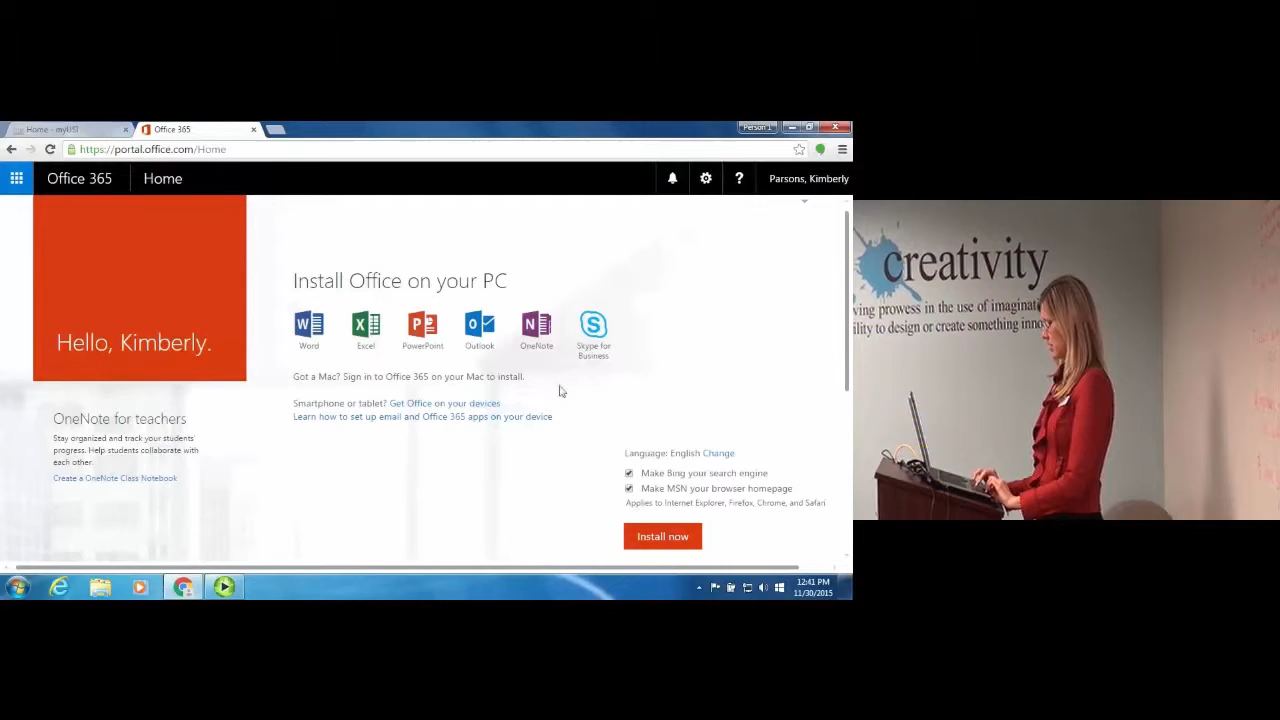 Home - myUSI
Office 365
Person 1
https://portal.office.com/Home
Office 365
Home
?
Parsons, Kimberly
Hello, Kimberly.
OneNote for teachers
Stay organized and track your students'
progress. Help students collaborate with
each other.
Create a OneNote Class Notebook
Install Office on your PC
Word
Excel
PowerPoint
Outlook
OneNote
Skype for
Business
Got a Mac? Sign in to Office 365 on your Mac to install.
Smartphone or tablet? Get Office on your devices
Learn how to set up email and Office 365 apps on your device
Language: English Change
Make Bing your search engine
Make MSN your browser homepage
Applies to Internet Explorer, Firefox, Chrome, and Safari
Install now
12:41 PM
11/30/2015
creativity
ving prowess in the use of imaginat
ility to design or create something inno